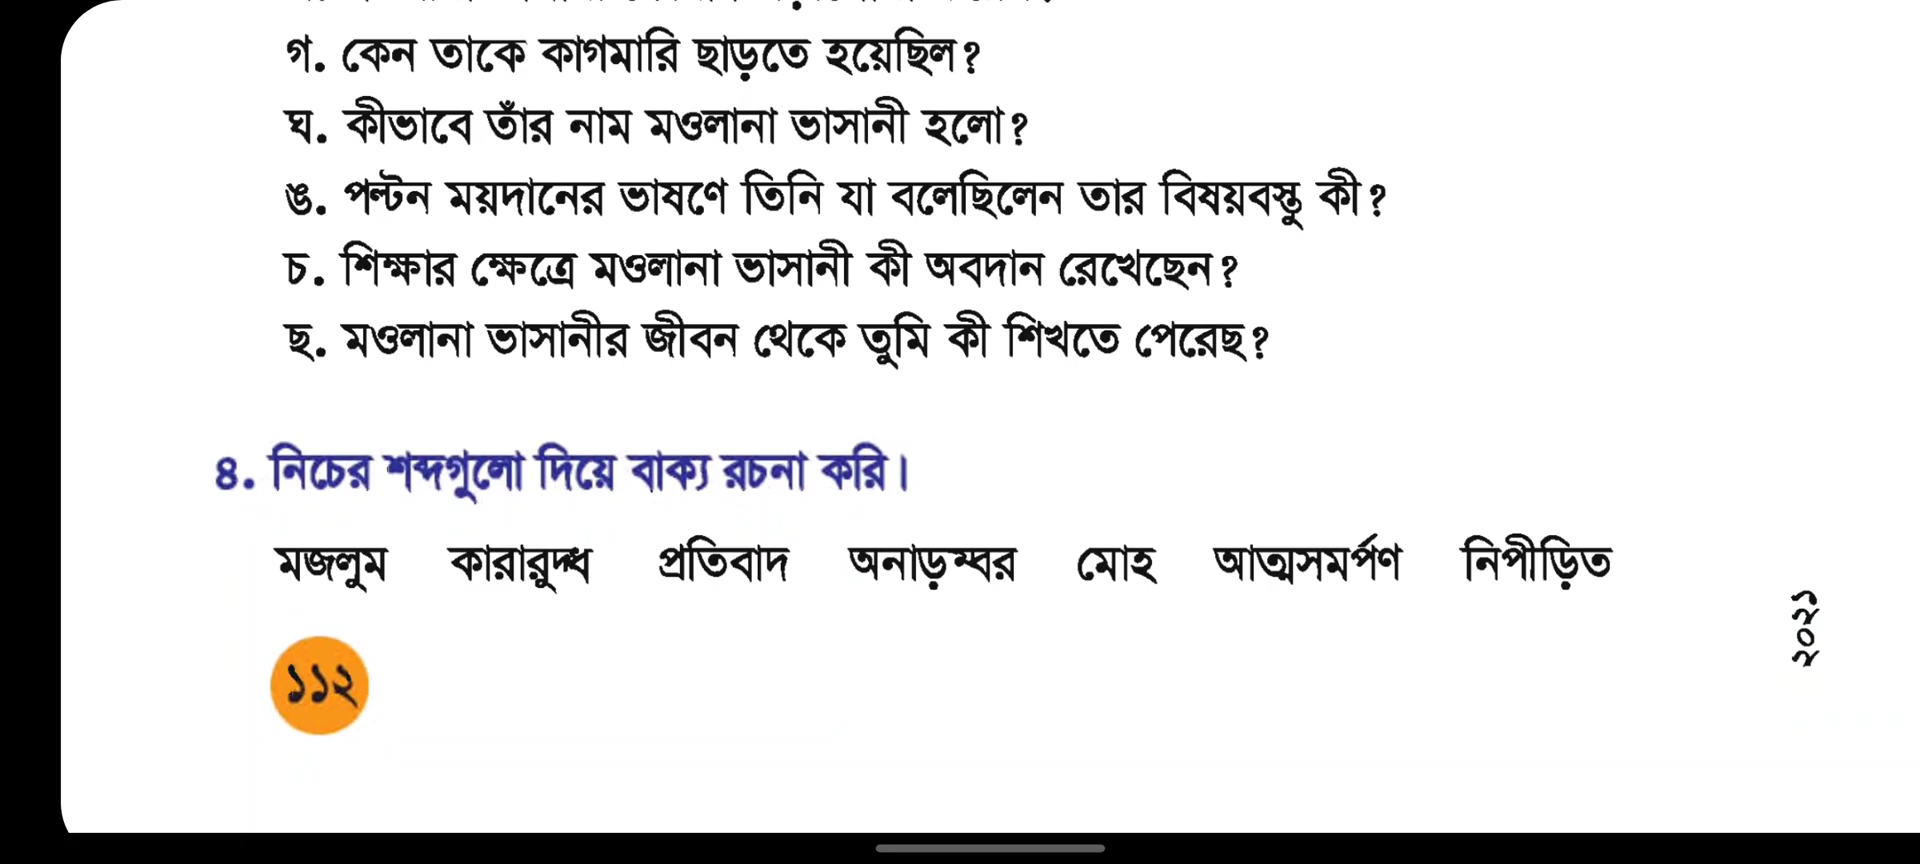 গ. কেন তাকে কাগমারি ছাড়তে হয়েছিল?
ঘ. কীভাবে তাঁর নাম মওলানা ভাসানী হলো?
ঙ. পল্টন ময়দানের ভাষণে তিনি যা বলেছিলেন তার বিষয়বস্তু কী?
চ. শিক্ষার ক্ষেত্রে মওলানা ভাসানী কী অবদান রেখেছেন?
ছ. মওলানা ভাসানীর জীবন থেকে তুমি কী শিখতে পেরেছ?
৪. নিচের শব্দগুলো দিয়ে বাক্য রচনা করি।
মজলুম কারারুদ্ধ প্রতিবাদ অনাড়ম্বর মোহ আত্মসমর্পণ নিপীড়িত
২০২১
১১২